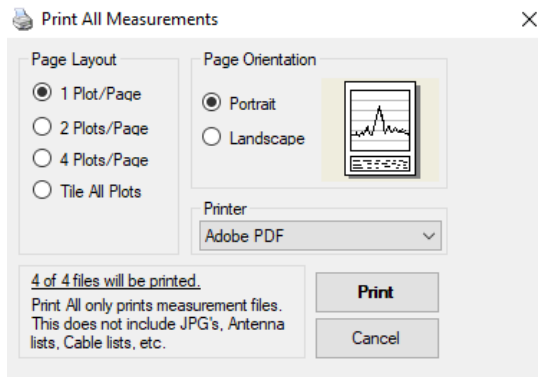 Print All Measurements
Page Layout
1 Plot/Page
2 Plots/Page
4 Plots/Page
Tile All Plots
Page Orientation
Portrait
Landscape
Printer
Adobe PDF
4 of 4 files will be printed.
Print All only prints measurement files.
This does not include JPG's, Antenna
lists, Cable lists, etc.
Print
Cancel